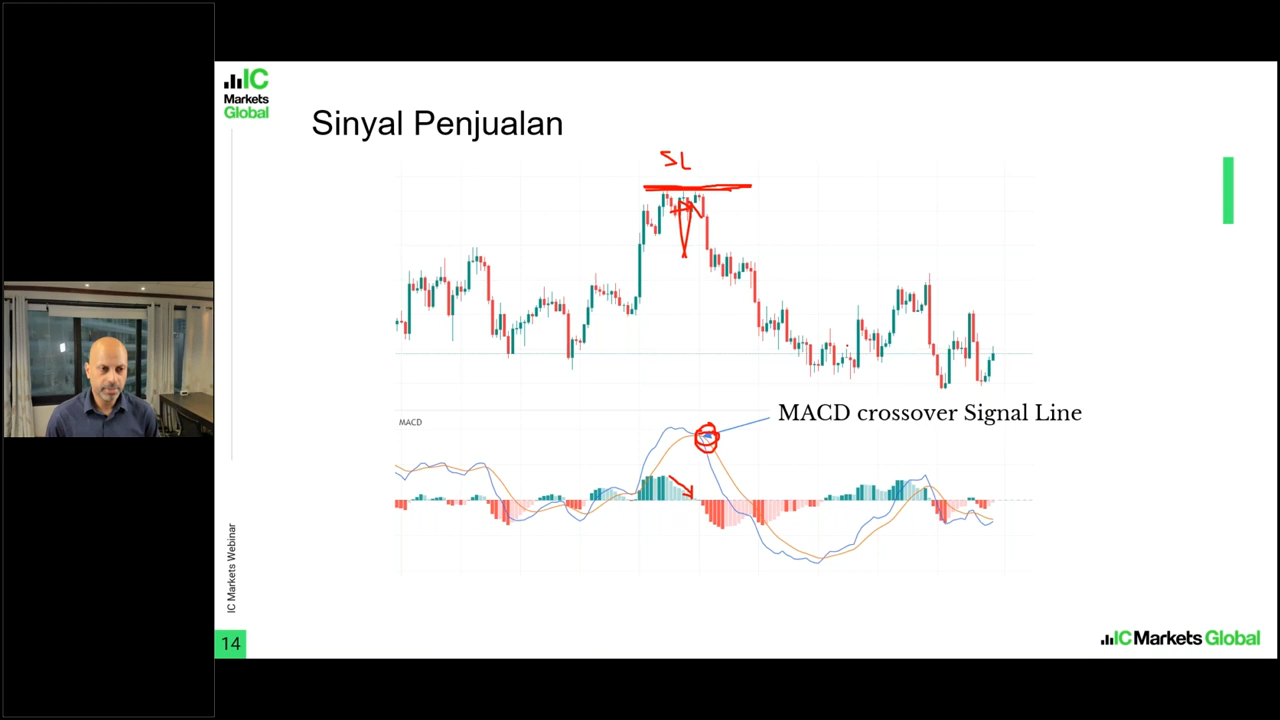 IC
Markets
Global
Sinyal Penjualan
SL
MACD crossover Signal Line
MACD
IC Markets Webinar
14
IC Markets Global